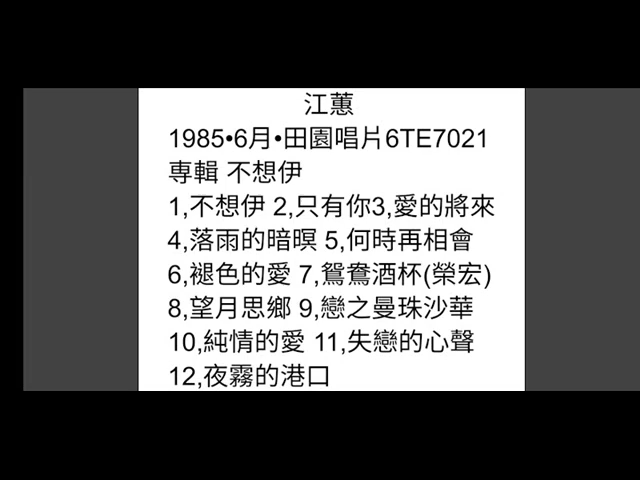 江蕙
1985•6月•田園唱片6TE7021
專輯 不想伊
1,不想伊 2,只有你3,愛的將來
4,落雨的暗暝 5,何時再相會
6,褪色的愛 7,鴛鴦酒杯(榮宏)
8,望月思鄉 9,戀之曼珠沙華
10,純情的愛 11,失戀的心聲
12,夜霧的港口